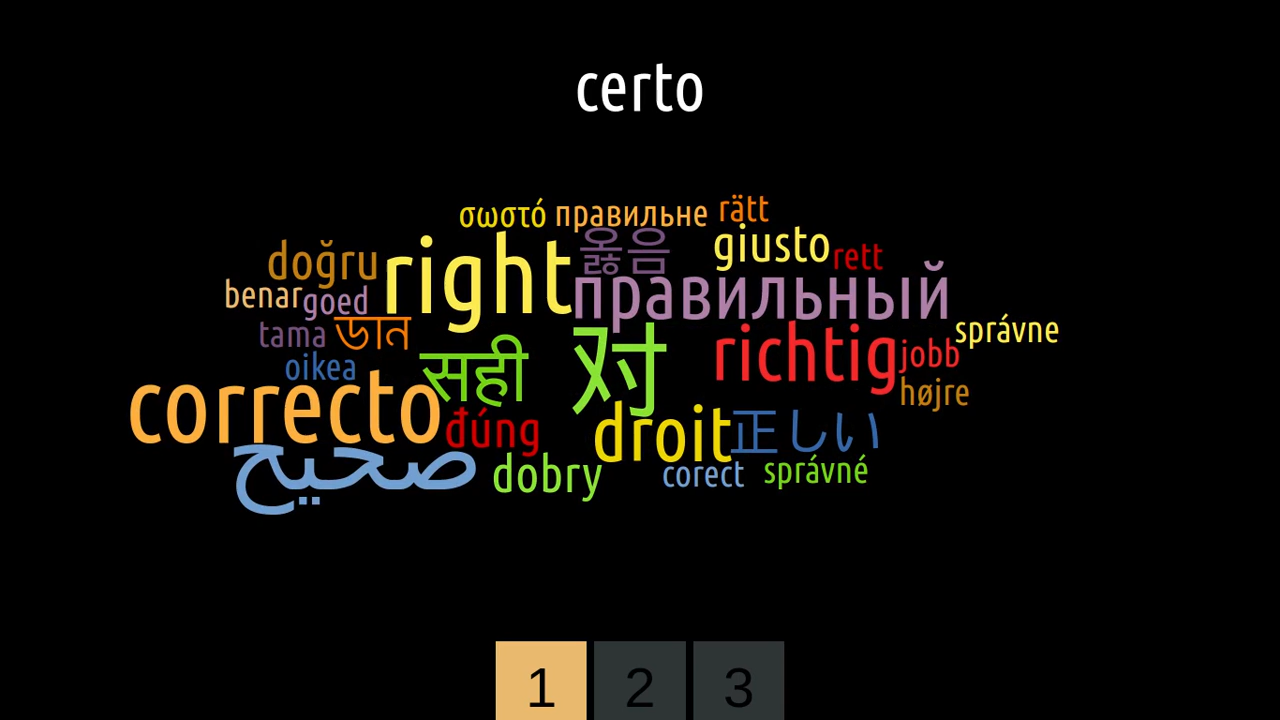 certo
σωστό правильне rätt
옳음 giusto
doğru right rett
benar goed правильный
tama ডান richtig jobb správne
oikea सही 对 højre
correcto đúng droit 正しい
صحيح dobry corect správné
1 2 3